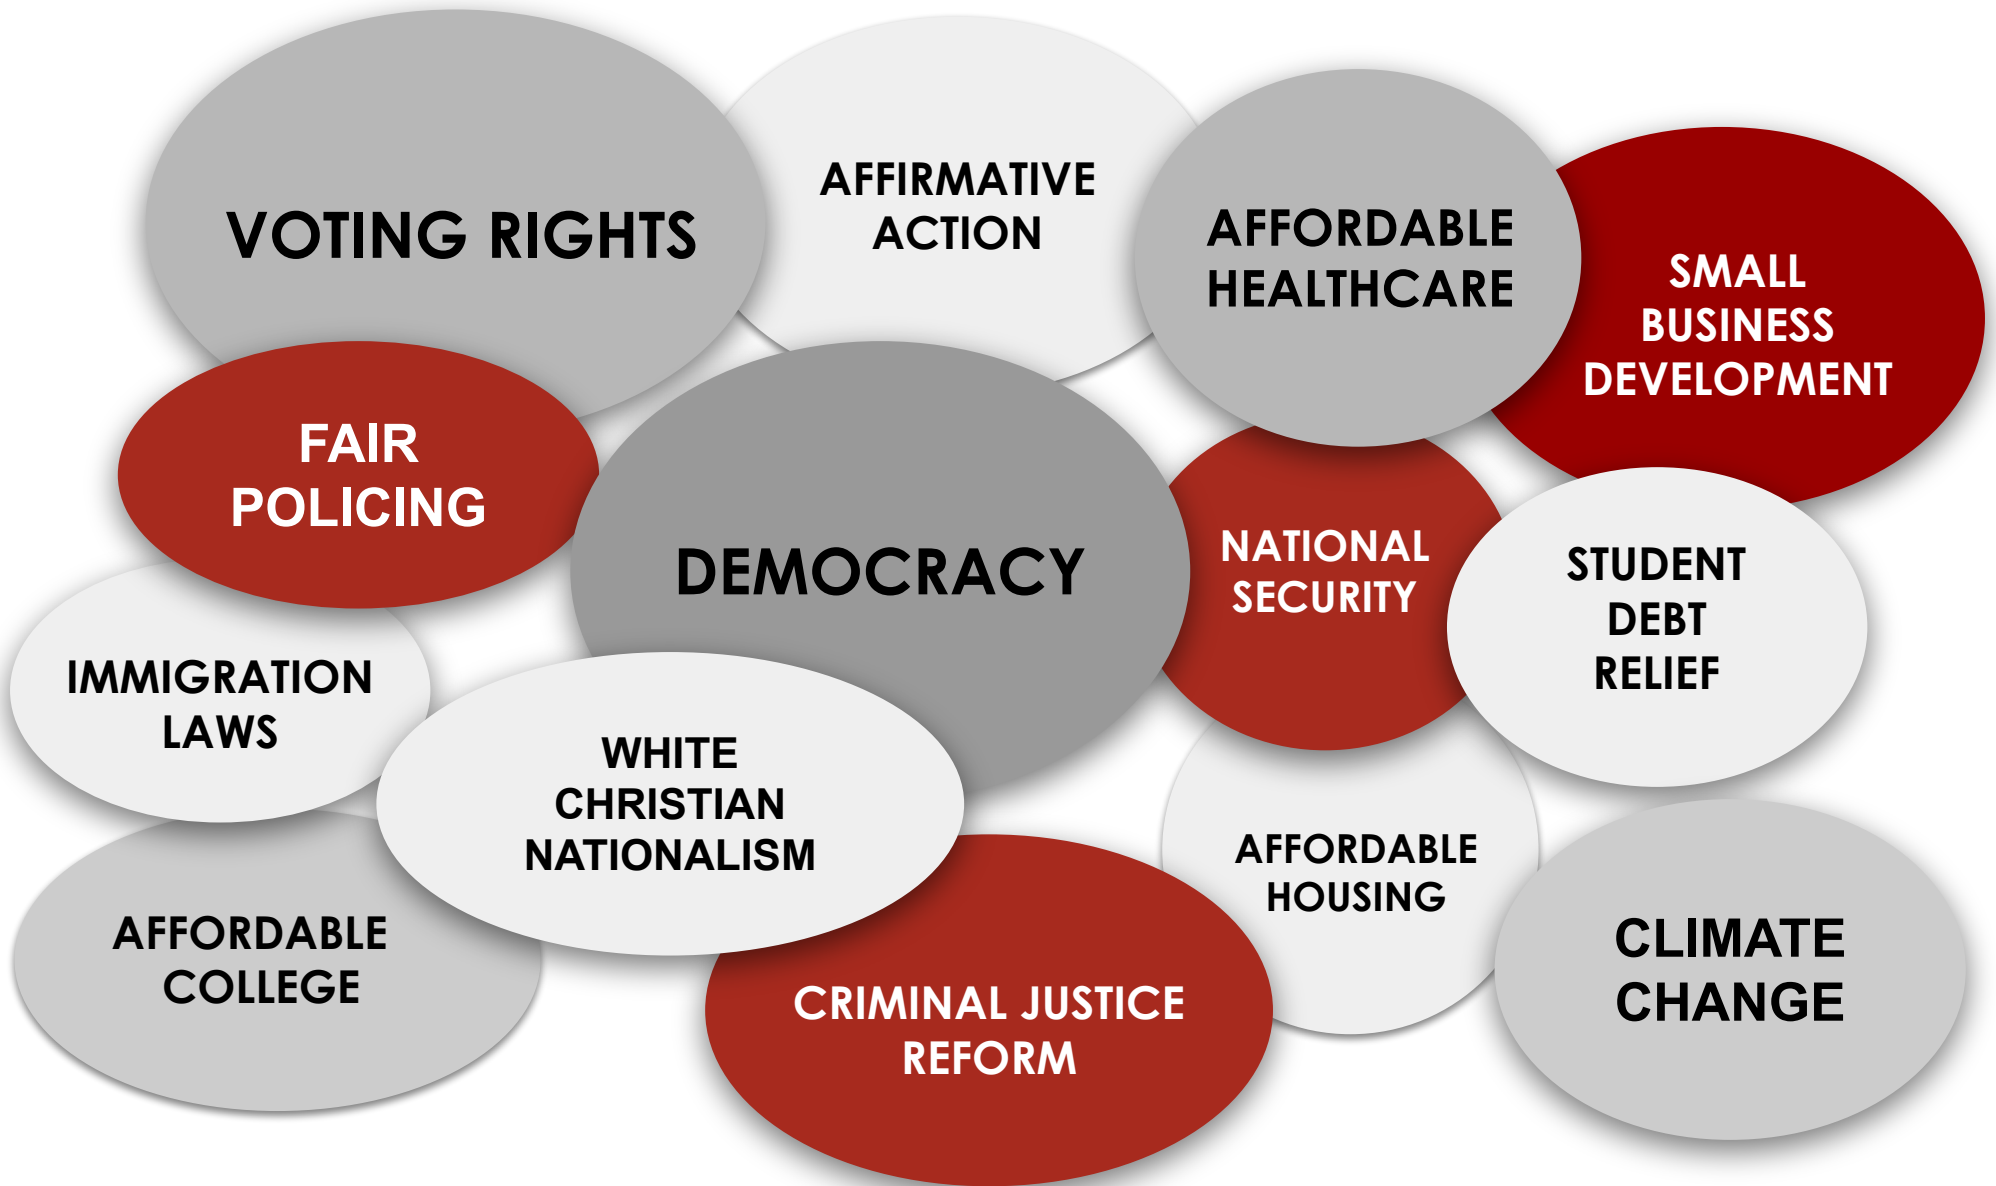 VOTING RIGHTS
AFFIRMATIVE
ACTION
AFFORDABLE
HEALTHCARE
SMALL
BUSINESS
DEVELOPMENT
FAIR
POLICING
DEMOCRACY
NATIONAL
SECURITY
STUDENT
DEBT
RELIEF
IMMIGRATION
LAWS
WHITE
CHRISTIAN
NATIONALISM
AFFORDABLE
HOUSING
AFFORDABLE
COLLEGE
CRIMINAL JUSTICE
REFORM
CLIMATE
CHANGE